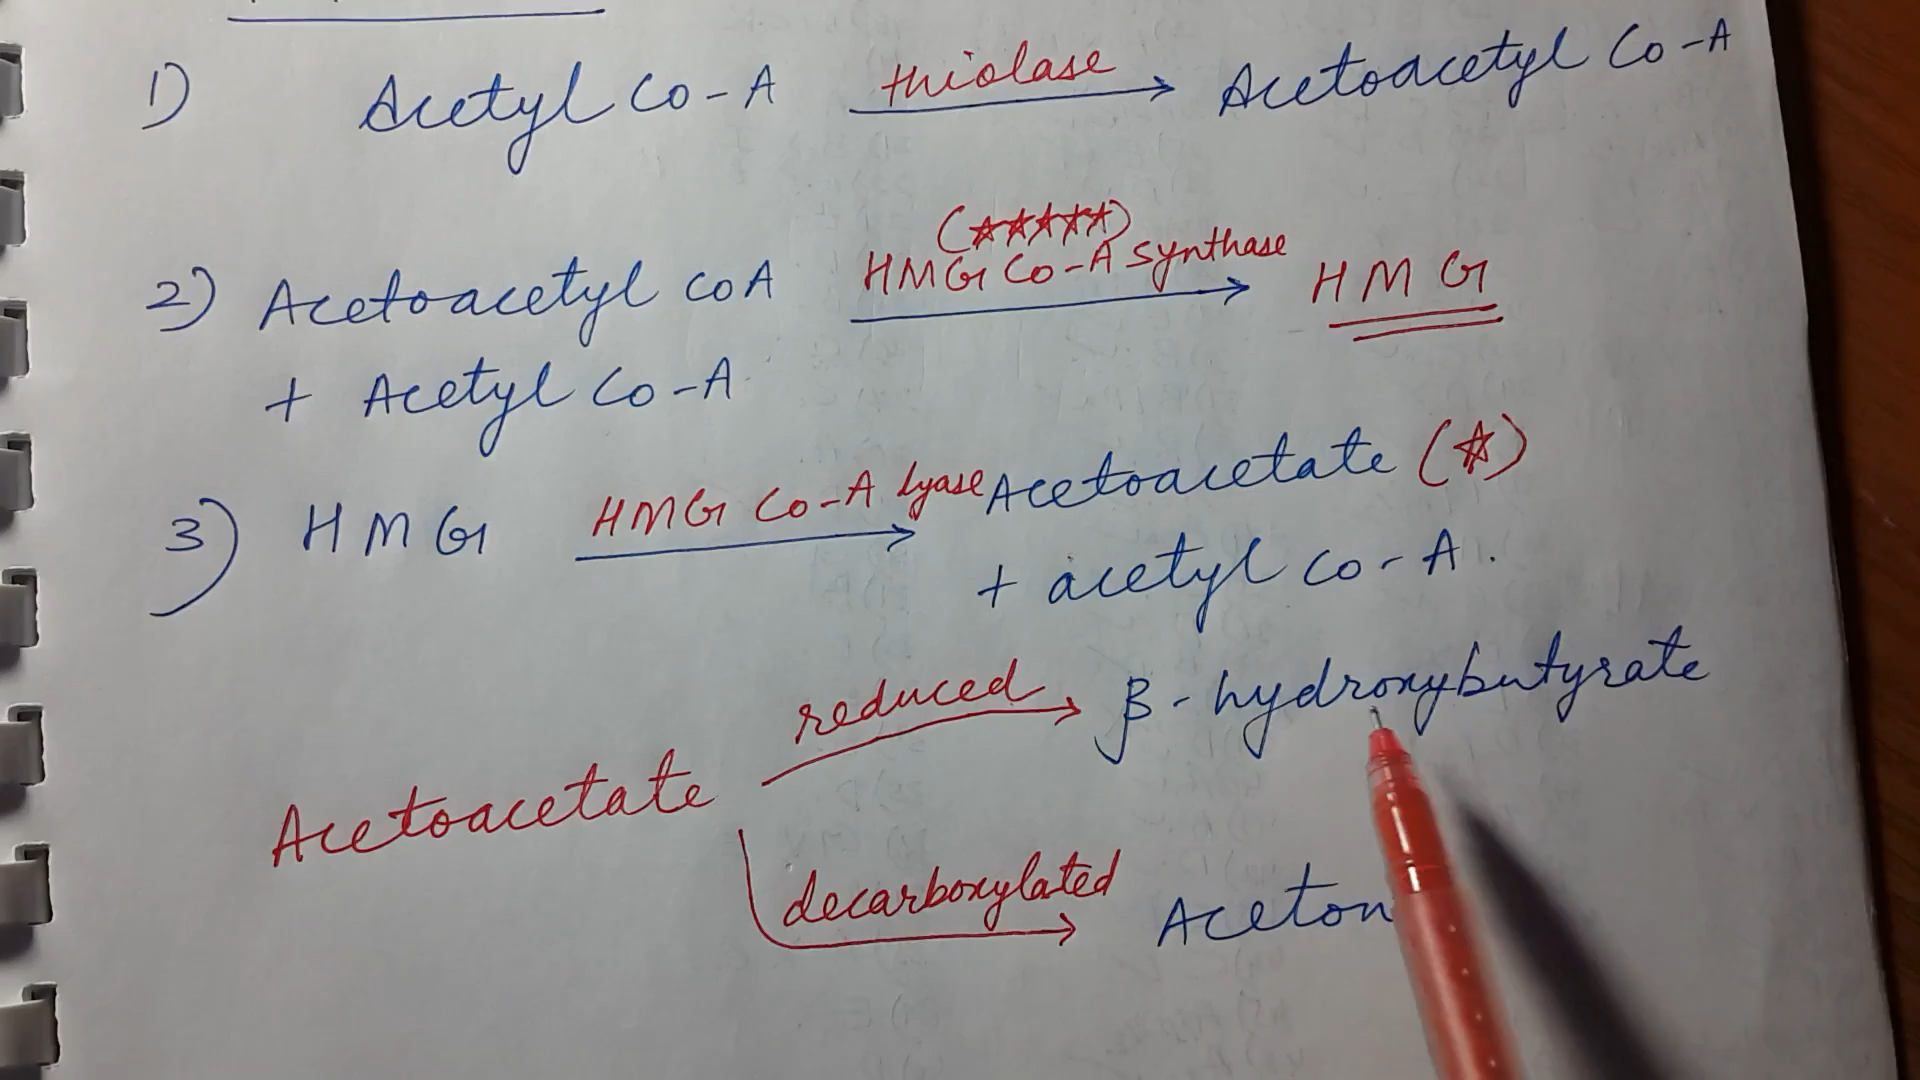 1) Acetyl Co-A thiolase Acetoacetyl Co-A
(☆☆☆☆☆)
2) Acetoacetyl CoA HMG Co-A synthase HMG
+ Acetyl Co-A
3) HMG HMG Co-A lyase Acetoacetate (☆)
+ acetyl Co-A.
reduced β-hydroxybutyrate
Acetoacetate
decarboxylated Aceton